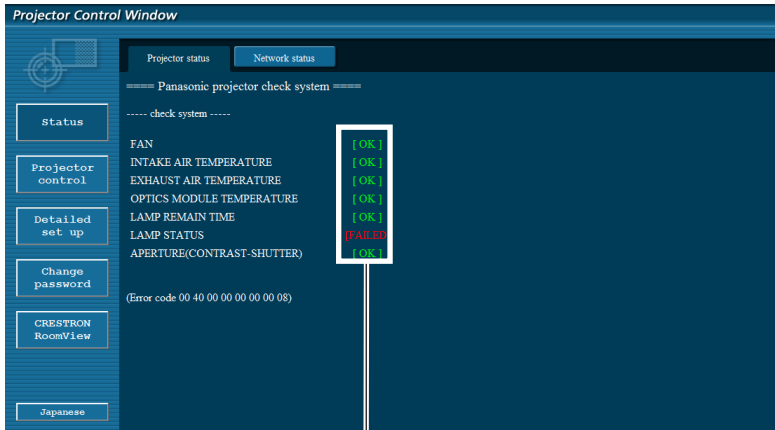 Projector Control Window
Projector status
Network status
==== Panasonic projector check system ====
----- check system -----
FAN [ OK ]
INTAKE AIR TEMPERATURE [ OK ]
EXHAUST AIR TEMPERATURE [ OK ]
OPTICS MODULE TEMPERATURE [ OK ]
LAMP REMAIN TIME [ OK ]
LAMP STATUS [FAILED
APERTURE(CONTRAST-SHUTTER) [ OK ]
(Error code 00 40 00 00 00 00 00 08)
Status
Projector
control
Detailed
set up
Change
password
CRESTRON
RoomView
Japanese